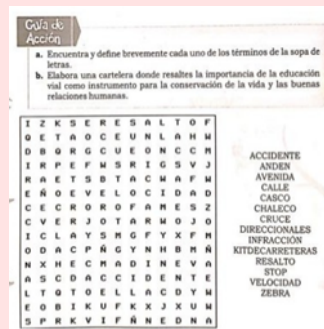 Guía de
Acción
a. Encuentra y define brevemente cada uno de los términos de la sopa de
letras.
b. Elabora una cartelera donde resaltes la importancia de la educación
vial como instrumento para la conservación de la vida y las buenas
relaciones humanas.
I Z K S E R E S A L T O F
Q E T A O C E U N L A H W
D B Q R G C U E O N C C M
I R P E F W S R I G S V J
R A E T S B T A C W A F W
E Ñ O E V E L O C I D A D
C E C R O R O F A M E S Z
C V E R J O T A R W O J O
I C L A Y S M G F Y X F M
O D A C P Ñ G Y N H B M Ñ
N X H E C M A D I N E V A
A S C D A C C I D E N T E
L T Q T O E L L A C D Y W
E O B I K U F K X J X U W
S P R K V I F Ñ N E D N A
ACCIDENTE
ANDEN
AVENIDA
CALLE
CASCO
CHALECO
CRUCE
DIRECCIONALES
INFRACCIÓN
KITDECARRETERAS
RESALTO
STOP
VELOCIDAD
ZEBRA